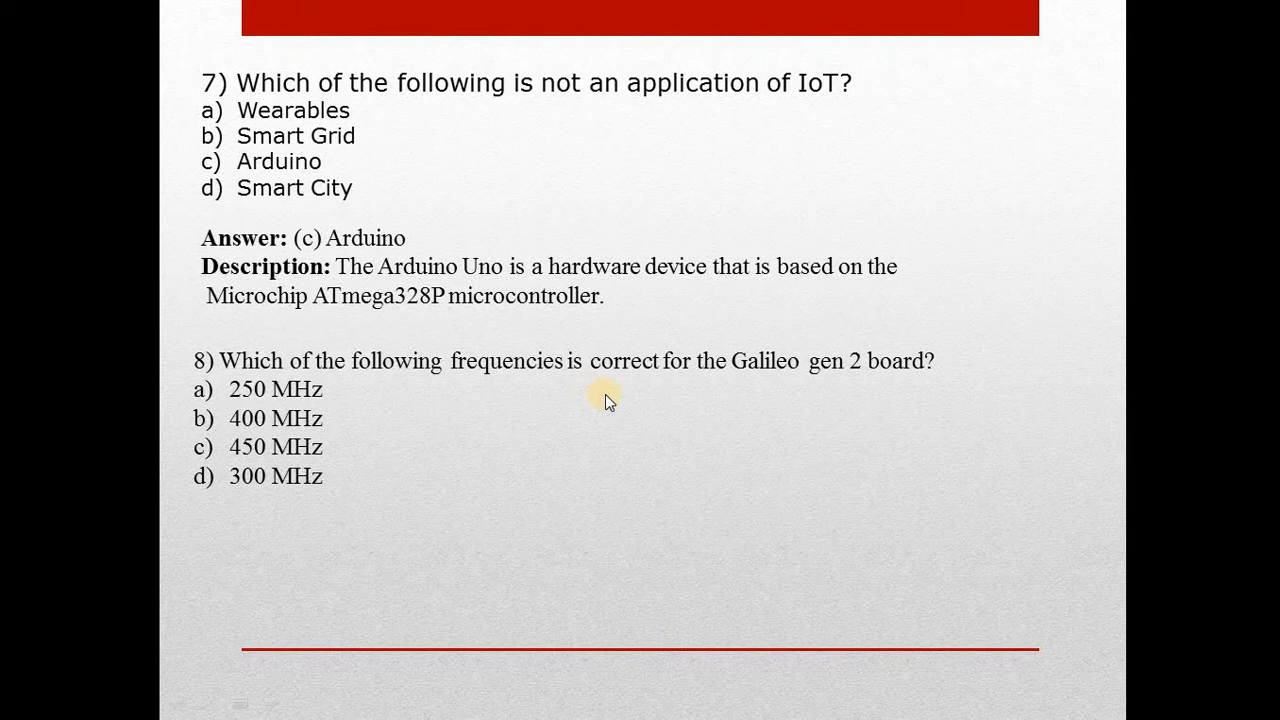 7) Which of the following is not an application of IoT?
a) Wearables
b) Smart Grid
c) Arduino
d) Smart City
Answer: (c) Arduino
Description: The Arduino Uno is a hardware device that is based on the
Microchip ATmega328P microcontroller.
8) Which of the following frequencies is correct for the Galileo gen 2 board?
a) 250 MHz
b) 400 MHz
c) 450 MHz
d) 300 MHz